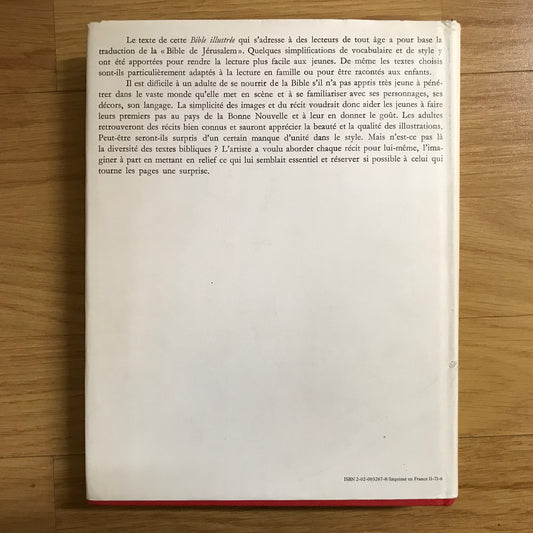 Le texte de cette Bible illustrée qui s'adresse à des lecteurs de tout âge a pour base la
traduction de la « Bible de Jérusalem ». Quelques simplifications de vocabulaire et de style y
ont été apportées pour rendre la lecture plus facile aux jeunes. De même les textes choisis
sont-ils particulièrement adaptés à la lecture en famille ou pour être racontés aux enfants.
Il est difficile à un adulte de se nourrir de la Bible s'il n'a pas appris très jeune à péné-
trer dans le vaste monde qu'elle met en scène et à se familiariser avec ses personnages, ses
décors, son langage. La simplicité des images et du récit voudrait donc aider les jeunes à faire
leurs premiers pas au pays de la Bonne Nouvelle et à leur en donner le goût. Les adultes
retrouveront des récits bien connus et sauront apprécier la beauté et la qualité des illustrations.
Peut-être seront-ils surpris d'un certain manque d'unité dans le style. Mais n'est-ce pas là
la diversité des textes bibliques ? L'artiste a voulu aborder chaque récit pour lui-même, l'ima-
giner à part en mettant en relief ce qui lui semblait essentiel et réserver si possible à celui qui
tourne les pages une surprise.
ISBN 2-02-003267-8/imprimé en France 11-73-6